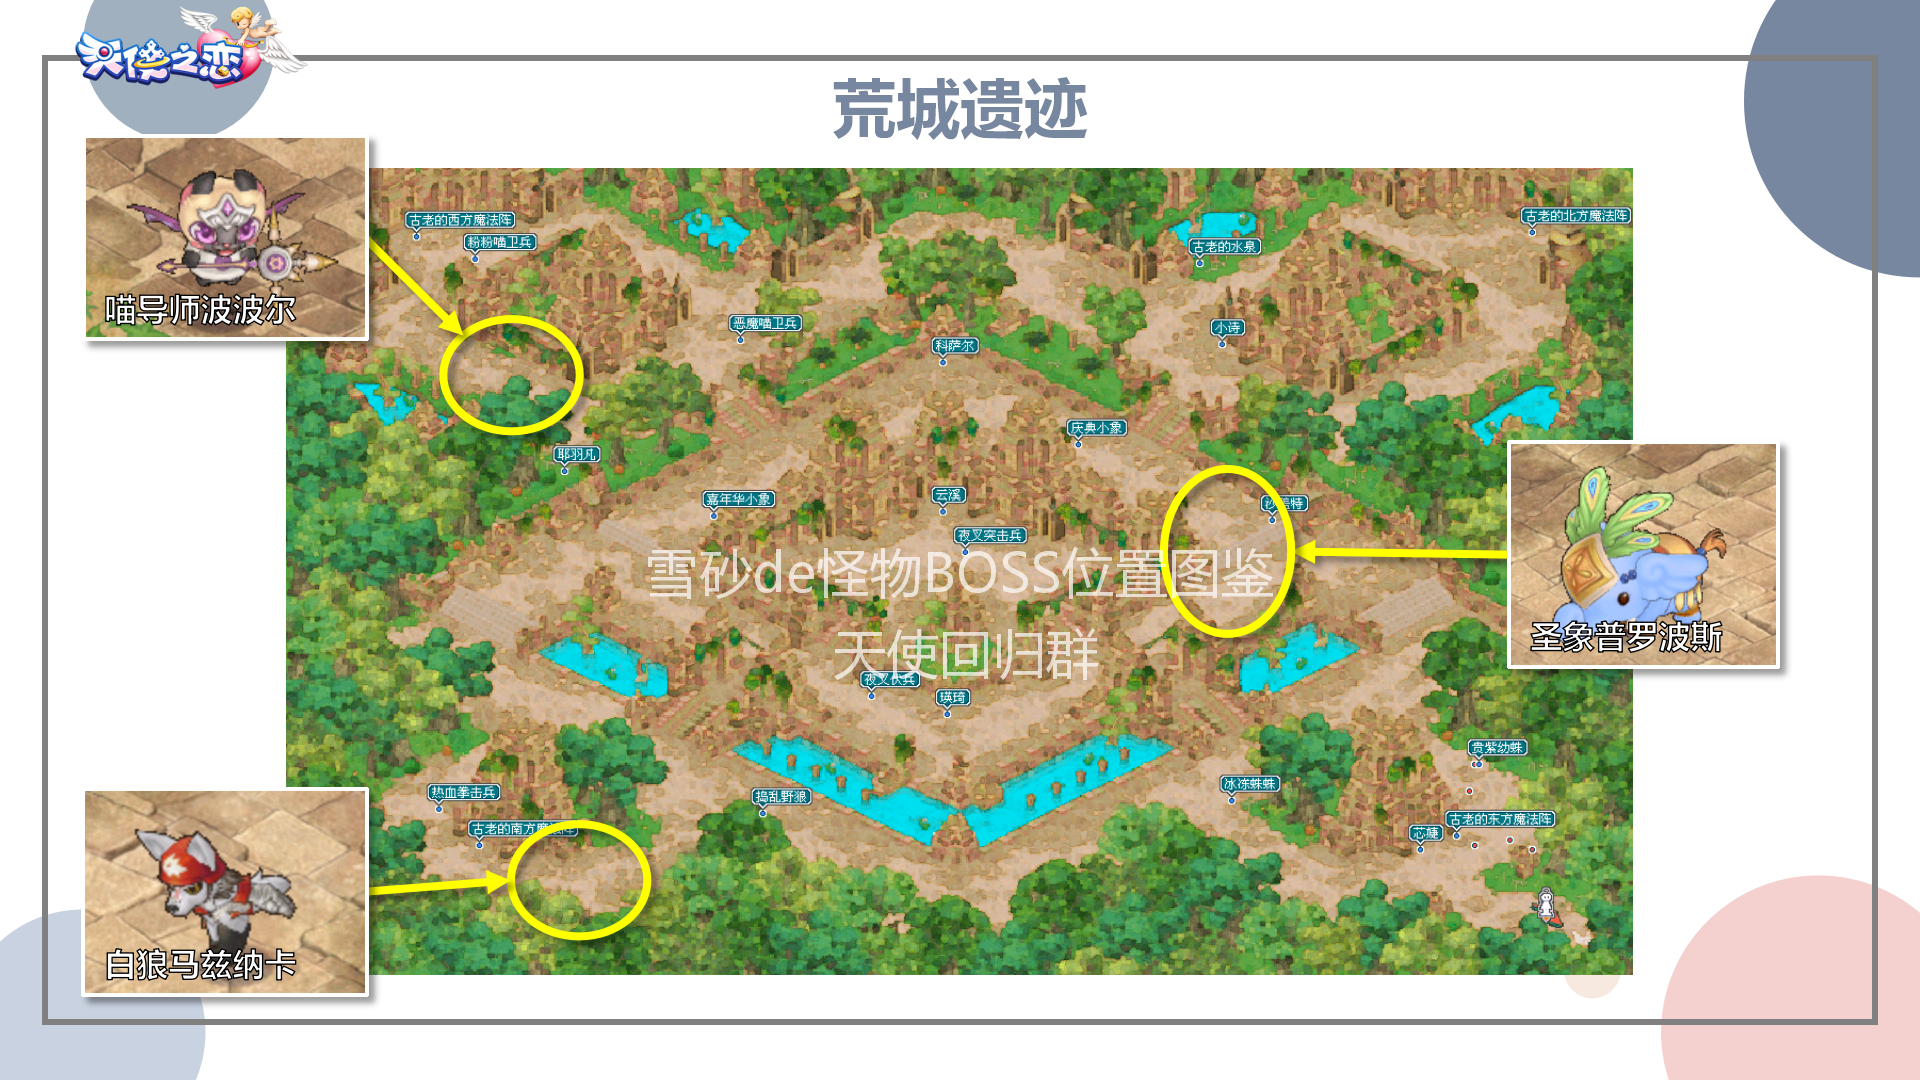 天使之恋
荒城遗迹
喵导师波波尔
古老的西方魔法阵
粉粉喵卫兵
古老的北方魔法阵
古老的水泉
恶魔喵卫兵
小诗
科萨尔
庆典小象
耶羽凡
嘉年华小象
云溪
夜叉突击兵
雪砂de怪物BOSS位置图鉴
天使回归群
圣象普罗波斯
夜叉伏兵
瑛琦
贵紫幼蛛
热血拳击兵
捣乱野狼
冰冻蛛蛛
古老的南方魔法阵
古老的东方魔法阵
白狼马兹纳卡